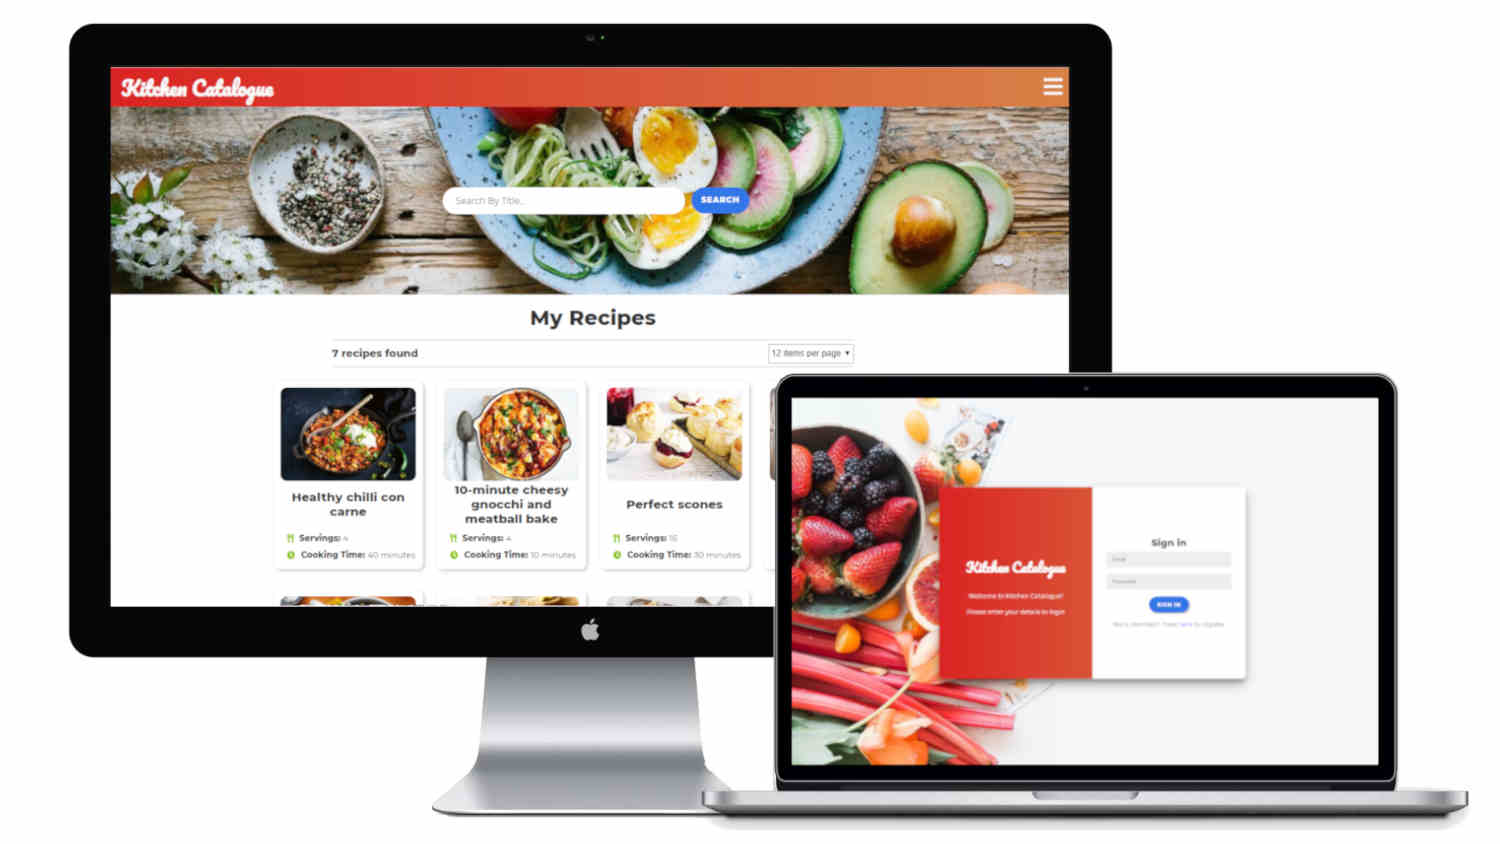 Kitchen Catalogue
Search By Title...
SEARCH
My Recipes
7 recipes found
12 items per page
Healthy chilli con
carne
Servings: 4
Cooking Time: 40 minutes
10-minute cheesy
gnocchi and
meatball bake
Servings: 4
Cooking Time: 10 minutes
Perfect scones
Servings: 16
Cooking Time: 30 minutes
Kitchen Catalogue
Welcome to Kitchen Catalogue!
Please enter your details to login
Sign in
Email
Password
SIGN IN